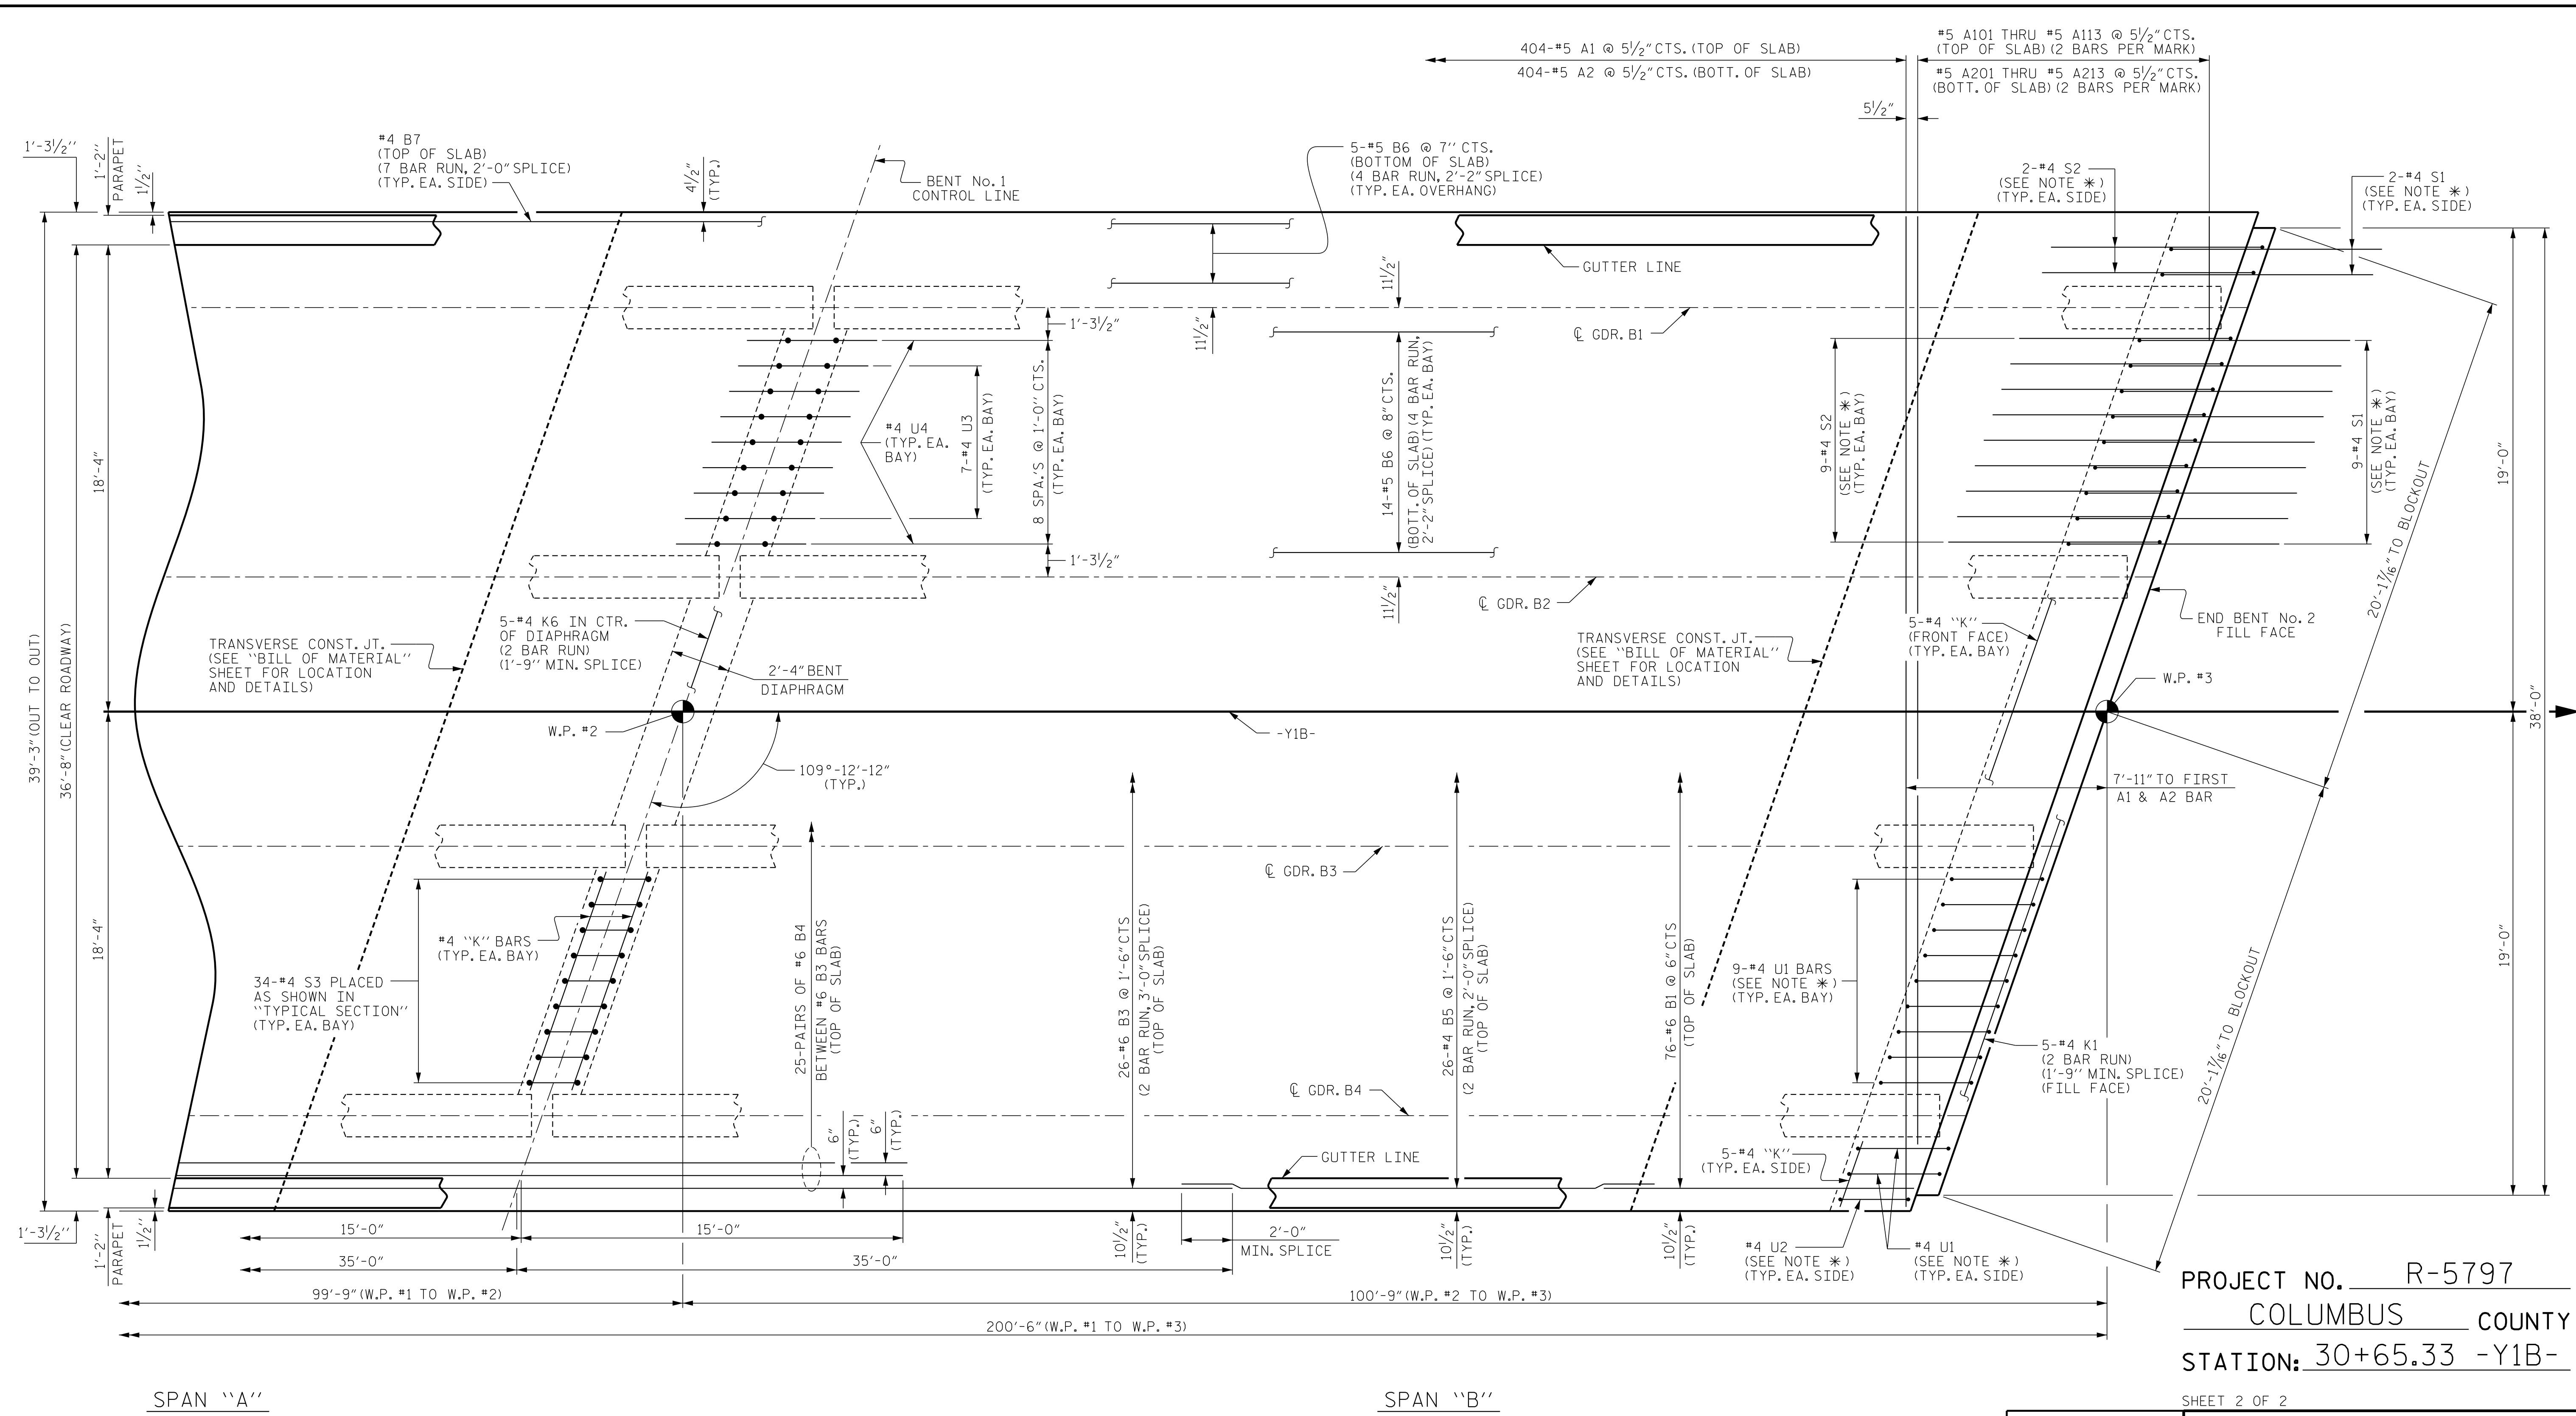 404-#5 A1 @ 5½" CTS. (TOP OF SLAB)
404-#5 A2 @ 5½" CTS. (BOTT. OF SLAB)
#5 A101 THRU #5 A113 @ 5½" CTS.
(TOP OF SLAB) (2 BARS PER MARK)
#5 A201 THRU #5 A213 @ 5½" CTS.
(BOTT. OF SLAB) (2 BARS PER MARK)
5½"
1'-3½''
1'-2''
PARAPET
1½''
#4 B7
(TOP OF SLAB)
(7 BAR RUN, 2'-0" SPLICE)
(TYP. EA. SIDE)
4½''
(TYP.)
BENT No. 1
CONTROL LINE
5-#5 B6 @ 7'' CTS.
(BOTTOM OF SLAB)
(4 BAR RUN, 2'-2" SPLICE)
(TYP. EA. OVERHANG)
2-#4 S2
(SEE NOTE ✳)
(TYP. EA. SIDE)
2-#4 S1
(SEE NOTE ✳)
(TYP. EA. SIDE)
GUTTER LINE
11½''
11½''
℄ GDR. B1
1'-3½''
8 SPA.'S @ 1'-0'' CTS.
(TYP. EA. BAY)
1'-3½''
#4 U4
(TYP. EA.
BAY)
7-#4 U3
(TYP. EA. BAY)
14-#5 B6 @ 8" CTS.
(BOTT. OF SLAB) (4 BAR RUN,
2'-2" SPLICE) (TYP. EA. BAY)
11½''
℄ GDR. B2
9-#4 S2
(SEE NOTE ✳)
(TYP. EA. BAY)
9-#4 S1
(SEE NOTE ✳)
(TYP. EA. BAY)
39'-3" (OUT TO OUT)
36'-8" (CLEAR ROADWAY)
18'-4"
18'-4"
19'-0"
19'-0"
38'-0"
20'-1 7/16" TO BLOCKOUT
20'-1 7/16" TO BLOCKOUT
TRANSVERSE CONST. JT.
(SEE ``BILL OF MATERIAL''
SHEET FOR LOCATION
AND DETAILS)
5-#4 K6 IN CTR.
OF DIAPHRAGM
(2 BAR RUN)
(1'-9'' MIN. SPLICE)
2'-4" BENT
DIAPHRAGM
TRANSVERSE CONST. JT.
(SEE ``BILL OF MATERIAL''
SHEET FOR LOCATION
AND DETAILS)
5-#4 ``K''
(FRONT FACE)
(TYP. EA. BAY)
END BENT No. 2
FILL FACE
W.P. #3
W.P. #2
-Y1B-
109°-12'-12"
(TYP.)
7'-11" TO FIRST
A1 & A2 BAR
℄ GDR. B3
#4 ``K'' BARS
(TYP. EA. BAY)
34-#4 S3 PLACED
AS SHOWN IN
``TYPICAL SECTION''
(TYP. EA. BAY)
25-PAIRS OF #6 B4
BETWEEN #6 B3 BARS
(TOP OF SLAB)
26-#6 B3 @ 1'-6" CTS
(2 BAR RUN, 3'-0" SPLICE)
(TOP OF SLAB)
26-#4 B5 @ 1'-6" CTS
(2 BAR RUN, 2'-0" SPLICE)
(TOP OF SLAB)
76-#6 B1 @ 6" CTS
(TOP OF SLAB)
9-#4 U1 BARS
(SEE NOTE ✳)
(TYP. EA. BAY)
5-#4 K1
(2 BAR RUN)
(1'-9'' MIN. SPLICE)
(FILL FACE)
℄ GDR. B4
6"
(TYP.)
6"
(TYP.)
GUTTER LINE
5-#4 ``K''
(TYP. EA. SIDE)
1'-3½''
1'-2''
PARAPET
1½''
15'-0"
15'-0"
35'-0"
35'-0"
10½''
(TYP.)
2'-0"
MIN. SPLICE
10½''
(TYP.)
10½''
(TYP.)
#4 U2
(SEE NOTE ✳)
(TYP. EA. SIDE)
#4 U1
(SEE NOTE ✳)
(TYP. EA. SIDE)
99'-9" (W.P. #1 TO W.P. #2)
100'-9" (W.P. #2 TO W.P. #3)
200'-6" (W.P. #1 TO W.P. #3)
PROJECT NO. R-5797
COLUMBUS COUNTY
STATION: 30+65.33 -Y1B-
SHEET 2 OF 2
SPAN ``A''
SPAN ``B''